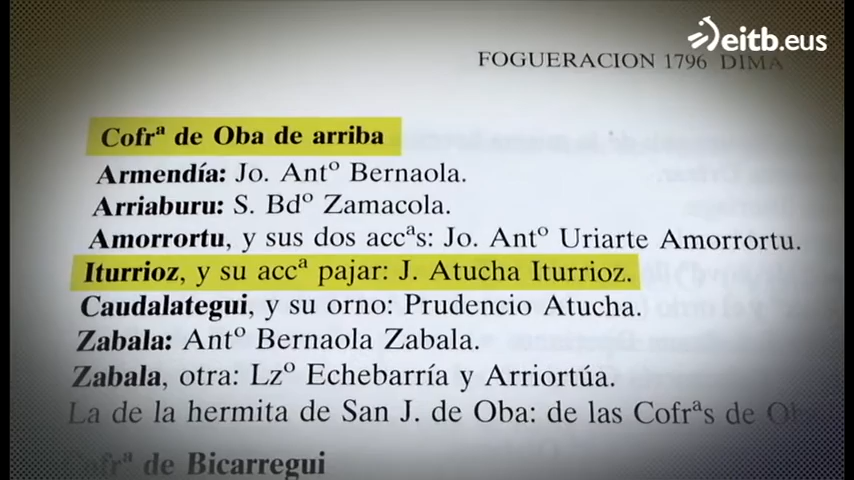 eitb.eus
FOGUERACION 1796 DIMA
Cofrª de Oba de arriba
Armendía: Jo. Antº Bernaola.
Arriaburu: S. Bdº Zamacola.
Amorrortu, y sus dos accªs: Jo. Antº Uriarte Amorrortu.
Iturrioz, y su accª pajar: J. Atucha Iturrioz.
Caudalategui, y su orno: Prudencio Atucha.
Zabala: Antº Bernaola Zabala.
Zabala, otra: Lzº Echebarría y Arriortúa.
La de la hermita de San J. de Oba: de las Cofrªs de
Cofrª de Bicarregui